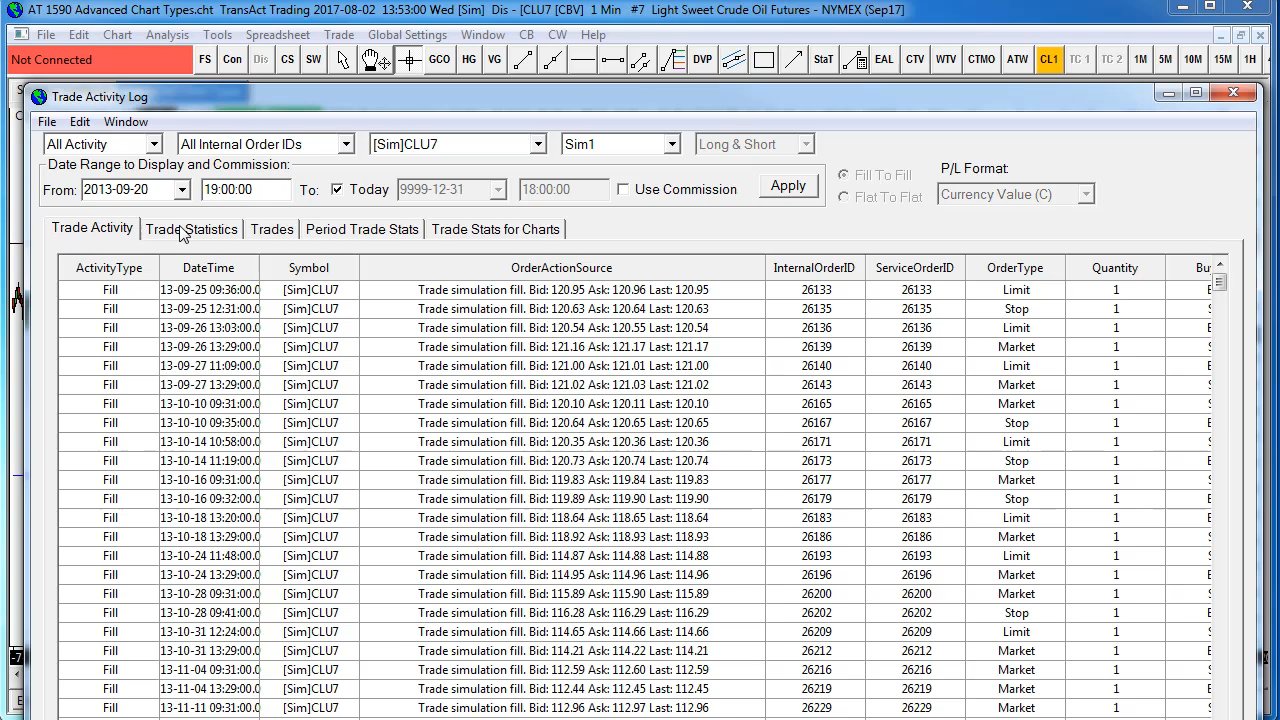 AT 1590 Advanced Chart Types.cht TransAct Trading 2017-08-02 13:53:00 Wed [Sim] Dis - [CLU7 [CBV] 1 Min #7 Light Sweet Crude Oil Futures - NYMEX (Sep17)]
File Edit Chart Analysis Tools Spreadsheet Trade Global Settings Window CB CW Help
Not Connected FS Con Dis CS SW GCO HG VG DVP StaT EAL CTV WTV CTMO ATW CL1 TC 1 TC 2 1M 5M 10M 15M 1H
Trade Activity Log
File Edit Window
All Activity All Internal Order IDs [Sim]CLU7 Sim1 Long & Short
Date Range to Display and Commission:
From: 2013-09-20 19:00:00 To: Today 9999-12-31 18:00:00 Use Commission Apply
Fill To Fill
Flat To Flat
P/L Format:
Currency Value (C)
Trade Activity Trade Statistics Trades Period Trade Stats Trade Stats for Charts
ActivityType DateTime Symbol OrderActionSource InternalOrderID ServiceOrderID OrderType Quantity
Fill 13-09-25 09:36:00.0 [Sim]CLU7 Trade simulation fill. Bid: 120.95 Ask: 120.96 Last: 120.95 26133 26133 Limit 1
Fill 13-09-25 12:31:00.0 [Sim]CLU7 Trade simulation fill. Bid: 120.63 Ask: 120.64 Last: 120.63 26135 26135 Stop 1
Fill 13-09-26 13:03:00.0 [Sim]CLU7 Trade simulation fill. Bid: 120.54 Ask: 120.55 Last: 120.54 26136 26136 Limit 1
Fill 13-09-26 13:29:00.0 [Sim]CLU7 Trade simulation fill. Bid: 121.16 Ask: 121.17 Last: 121.17 26139 26139 Market 1
Fill 13-09-27 11:09:00.0 [Sim]CLU7 Trade simulation fill. Bid: 121.00 Ask: 121.01 Last: 121.00 26140 26140 Limit 1
Fill 13-09-27 13:29:00.0 [Sim]CLU7 Trade simulation fill. Bid: 121.02 Ask: 121.03 Last: 121.02 26143 26143 Market 1
Fill 13-10-10 09:31:00.0 [Sim]CLU7 Trade simulation fill. Bid: 120.10 Ask: 120.11 Last: 120.10 26165 26165 Market 1
Fill 13-10-10 09:35:00.0 [Sim]CLU7 Trade simulation fill. Bid: 120.64 Ask: 120.65 Last: 120.65 26167 26167 Stop 1
Fill 13-10-14 10:58:00.0 [Sim]CLU7 Trade simulation fill. Bid: 120.35 Ask: 120.36 Last: 120.36 26171 26171 Limit 1
Fill 13-10-14 11:19:00.0 [Sim]CLU7 Trade simulation fill. Bid: 120.73 Ask: 120.74 Last: 120.74 26173 26173 Stop 1
Fill 13-10-16 09:31:00.0 [Sim]CLU7 Trade simulation fill. Bid: 119.83 Ask: 119.84 Last: 119.83 26177 26177 Market 1
Fill 13-10-16 09:32:00.0 [Sim]CLU7 Trade simulation fill. Bid: 119.89 Ask: 119.90 Last: 119.90 26179 26179 Stop 1
Fill 13-10-18 13:20:00.0 [Sim]CLU7 Trade simulation fill. Bid: 118.64 Ask: 118.65 Last: 118.64 26183 26183 Limit 1
Fill 13-10-18 13:29:00.0 [Sim]CLU7 Trade simulation fill. Bid: 118.92 Ask: 118.93 Last: 118.93 26186 26186 Market 1
Fill 13-10-24 11:48:00.0 [Sim]CLU7 Trade simulation fill. Bid: 114.87 Ask: 114.88 Last: 114.88 26193 26193 Limit 1
Fill 13-10-24 13:29:00.0 [Sim]CLU7 Trade simulation fill. Bid: 114.95 Ask: 114.96 Last: 114.96 26196 26196 Market 1
Fill 13-10-28 09:31:00.0 [Sim]CLU7 Trade simulation fill. Bid: 115.89 Ask: 115.90 Last: 115.89 26200 26200 Market 1
Fill 13-10-28 09:41:00.0 [Sim]CLU7 Trade simulation fill. Bid: 116.28 Ask: 116.29 Last: 116.29 26202 26202 Stop 1
Fill 13-10-31 12:24:00.0 [Sim]CLU7 Trade simulation fill. Bid: 114.65 Ask: 114.66 Last: 114.66 26209 26209 Limit 1
Fill 13-10-31 13:29:00.0 [Sim]CLU7 Trade simulation fill. Bid: 114.21 Ask: 114.22 Last: 114.21 26212 26212 Market 1
Fill 13-11-04 09:31:00.0 [Sim]CLU7 Trade simulation fill. Bid: 112.59 Ask: 112.60 Last: 112.59 26216 26216 Market 1
Fill 13-11-04 13:29:00.0 [Sim]CLU7 Trade simulation fill. Bid: 112.44 Ask: 112.45 Last: 112.45 26219 26219 Market 1
Fill 13-11-11 09:31:00.0 [Sim]CLU7 Trade simulation fill. Bid: 112.96 Ask: 112.97 Last: 112.96 26229 26229 Market 1